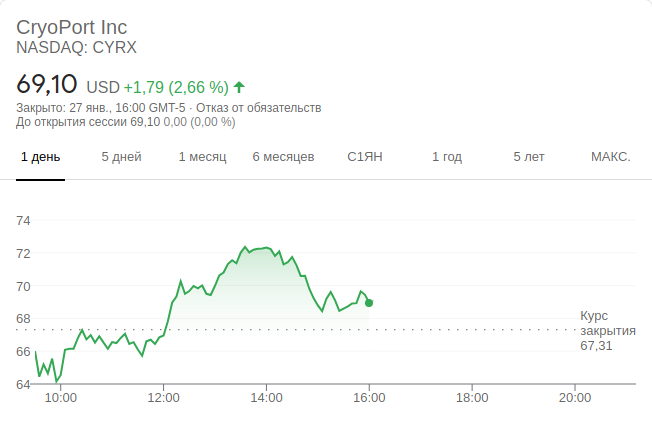 CryoPort Inc
NASDAQ: CYRX
69,10 USD +1,79 (2,66 %)
Закрыто: 27 янв., 16:00 GMT-5 · Отказ от обязательств
До открытия сессии 69,10 0,00 (0,00 %)
1 день 5 дней 1 месяц 6 месяцев С1ЯН 1 год 5 лет МАКС.
74
72
70
68
Курс
закрытия
67,31
66
64
10:00 12:00 14:00 16:00 18:00 20:00